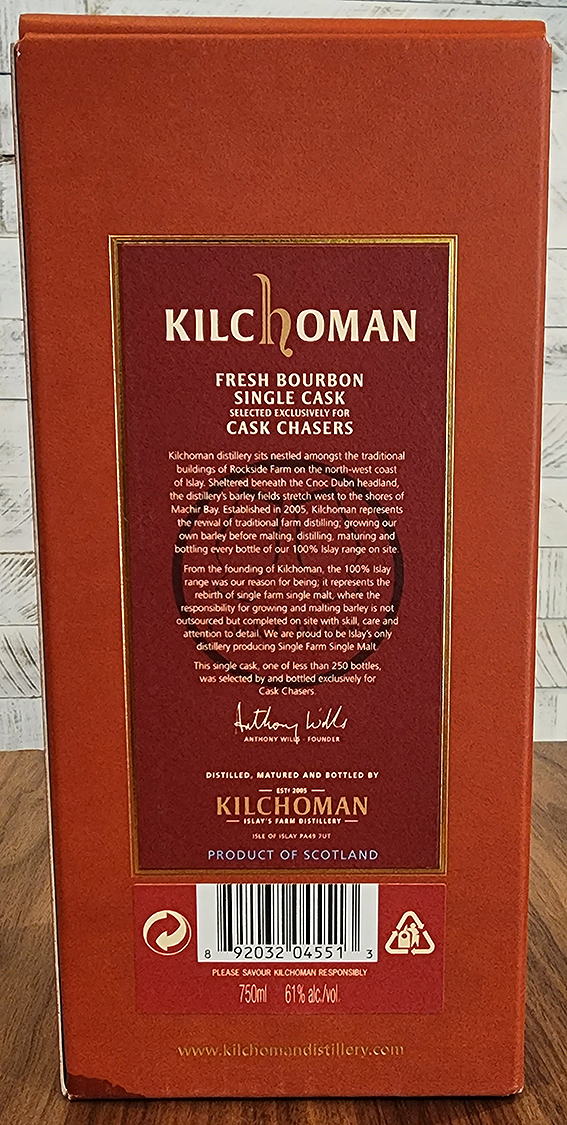 KILCHOMAN
FRESH BOURBON
SINGLE CASK
SELECTED EXCLUSIVELY FOR
CASK CHASERS
Kilchoman distillery sits nestled amongst the traditional
buildings of Rockside Farm on the north-west coast
of Islay. Sheltered beneath the Cnoc Dubh headland,
the distillery's barley fields stretch west to the shores of
Machir Bay. Established in 2005, Kilchoman represents
the revival of traditional farm distilling; growing our
own barley before malting, distilling, maturing and
bottling every bottle of our 100% Islay range on site.
From the founding of Kilchoman, the 100% Islay
range was our reason for being; it represents the
rebirth of single farm single malt, where the
responsibility for growing and malting barley is not
outsourced but completed on site with skill, care and
attention to detail. We are proud to be Islay's only
distillery producing Single Farm Single Malt.
This single cask, one of less than 250 bottles,
was selected by and bottled exclusively for
Cask Chasers.
Anthony Wills
ANTHONY WILLS - FOUNDER
DISTILLED, MATURED AND BOTTLED BY
ESTD 2005
KILCHOMAN
ISLAY'S FARM DISTILLERY
ISLE OF ISLAY PA49 7UT
PRODUCT OF SCOTLAND
8 92032 04551 3
PLEASE SAVOUR KILCHOMAN RESPONSIBLY
750ml 61% alc./vol.
www.kilchomandistillery.com